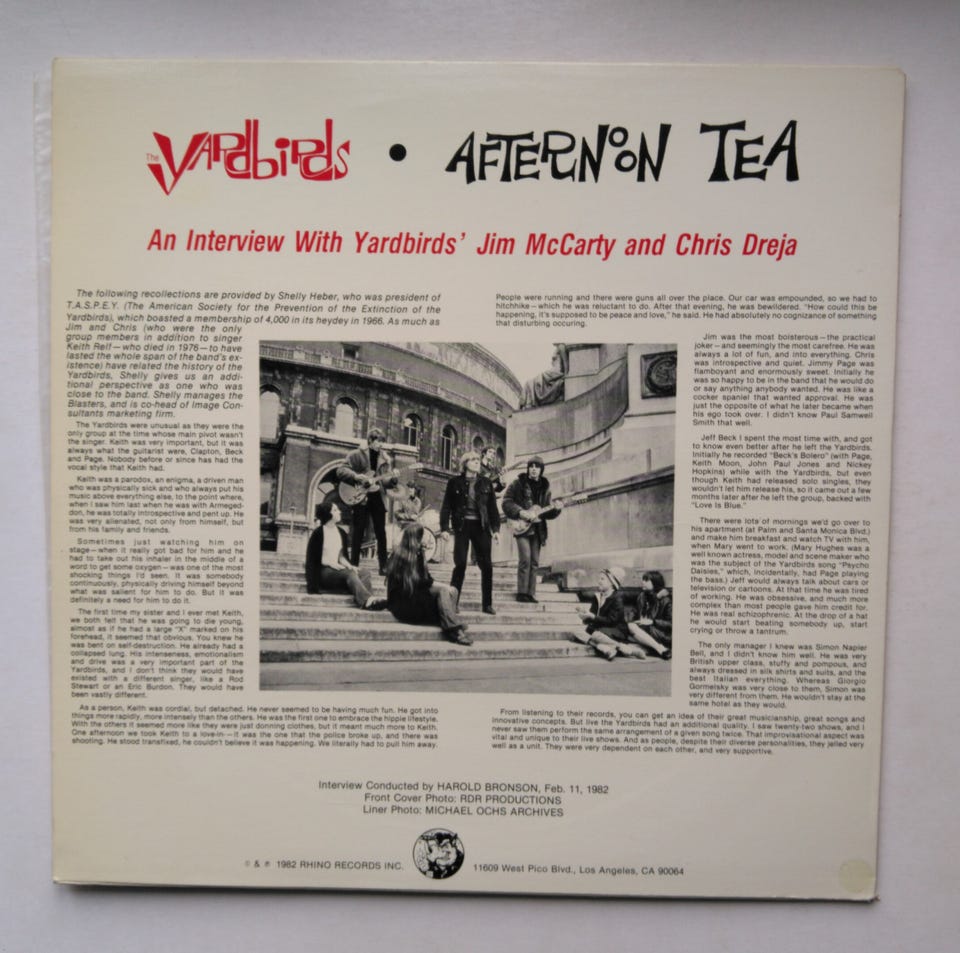 The YARDBIRDS • AFTERNOON TEA
An Interview With Yardbirds' Jim McCarty and Chris Dreja
The following recollections are provided by Shelly Heber, who was president of
T.A.S.P.E.Y. (The American Society for the Prevention of the Extinction of the
Yardbirds), which boasted a membership of 4,000 in its heydey in 1966. As much as
Jim and Chris (who were the only
group members in addition to singer
Keith Relf—who died in 1976—to have
lasted the whole span of the band's ex-
istence) have related the history of the
Yardbirds, Shelly gives us an addi-
tional perspective as one who was
close to the band. Shelly manages the
Blasters, and is co-head of Image Con-
sultants marketing firm.
The Yardbirds were unusual as they were the
only group at the time whose main pivot wasn't
the singer. Keith was very important, but it was
always what the guitarist were, Clapton, Beck
and Page. Nobody before or since has had the
vocal style that Keith had.
Keith was a parodox, an enigma, a driven man
who was physically sick and who always put his
music above everything else, to the point where,
when I saw him last when he was with Armeged-
don, he was totally introspective and pent up. He
was very alienated, not only from himself, but
from his family and friends.
Sometimes just watching him on
stage—when it really got bad for him and he
had to take out his inhaler in the middle of a
word to get some oxygen—was one of the most
shocking things I'd seen. It was somebody
continuously, physically driving himself beyond
what was salient for him to do. But it was
definitely a need for him to do it.
The first time my sister and I ever met Keith,
we both felt that he was going to die young,
almost as if he had a large "X" marked on his
forehead, it seemed that obvious. You knew he
was bent on self-destruction. He already had a
collapsed lung. His intenseness, emotionalism
and drive was a very important part of the
Yardbirds, and I don't think they would have
existed with a different singer, like a Rod
Stewart or an Eric Burdon. They would have
been vastly different.
As a person, Keith was cordial, but detached. He never seemed to be having much fun. He got into
things more rapidly, more intensely than the others. He was the first one to embrace the hippie lifestyle.
With the others it seemed more like they were just donning clothes, but it meant much more to Keith.
One afternoon we took Keith to a love-in—it was the one that the police broke up, and there was
shooting. He stood transfixed, he couldn't believe it was happening. We literally had to pull him away.
People were running and there were guns all over the place. Our car was empounded, so we had to
hitchhike—which he was reluctant to do. After that evening, he was bewildered. "How could this be
happening, it's supposed to be peace and love," he said. He had absolutely no cognizance of something
that disturbing occuring.
Jim was the most boisterous—the practical
joker—and seemingly the most carefree. He was
always a lot of fun, and into everything. Chris
was introspective and quiet. Jimmy Page was
flamboyant and enormously sweet. Initially he
was so happy to be in the band that he would do
or say anything anybody wanted. He was like a
cocker spaniel that wanted approval. He was
just the opposite of what he later became when
his ego took over. I didn't know Paul Samwell
Smith that well.
Jeff Beck I spent the most time with, and got
to know even better after he left the Yardbirds.
Initially he recorded "Beck's Bolero" (with Page,
Keith Moon, John Paul Jones and Nickey
Hopkins) while with the Yardbirds, but even
though Keith had released solo singles, they
wouldn't let him release his, so it came out a few
months later after he left the group, backed with
"Love Is Blue."
There were lots of mornings we'd go over to
his apartment (at Palm and Santa Monica Blvd.)
and make him breakfast and watch TV with him,
when Mary went to work. (Mary Hughes was a
well known actress, model and scene maker who
was the subject of the Yardbirds song "Psycho
Daisies," which, incidentally, had Page playing
the bass.) Jeff would always talk about cars or
television or cartoons. At that time he was tired
of working. He was obsessive, and much more
complex than most people gave him credit for.
He was real schizophrenic. At the drop of a hat
he would start beating somebody up, start
crying or throw a tantrum.
The only manager I knew was Simon Napier
Bell, and I didn't know him well. He was very
British upper class, stuffy and pompous, and
always dressed in silk shirts and suits, and the
best Italian everything. Whereas Giorgio
Gormelsky was very close to them, Simon was
very different from them. He wouldn't stay at the
same hotel as they would.
From listening to their records, you can get an idea of their great musicianship, great songs and
innovative concepts. But live the Yardbirds had an additional quality. I saw twenty-two shows, and I
never saw them perform the same arrangement of a given song twice. That improvisational aspect was
vital and unique to their live shows. And as people, despite their diverse personalities, they jelled very
well as a unit. They were very dependent on each other, and very supportive.
Interview Conducted by HAROLD BRONSON, Feb. 11, 1982
Front Cover Photo: RDR PRODUCTIONS
Liner Photo: MICHAEL OCHS ARCHIVES
© & ℗ 1982 RHINO RECORDS INC. 11609 West Pico Blvd., Los Angeles, CA 90064